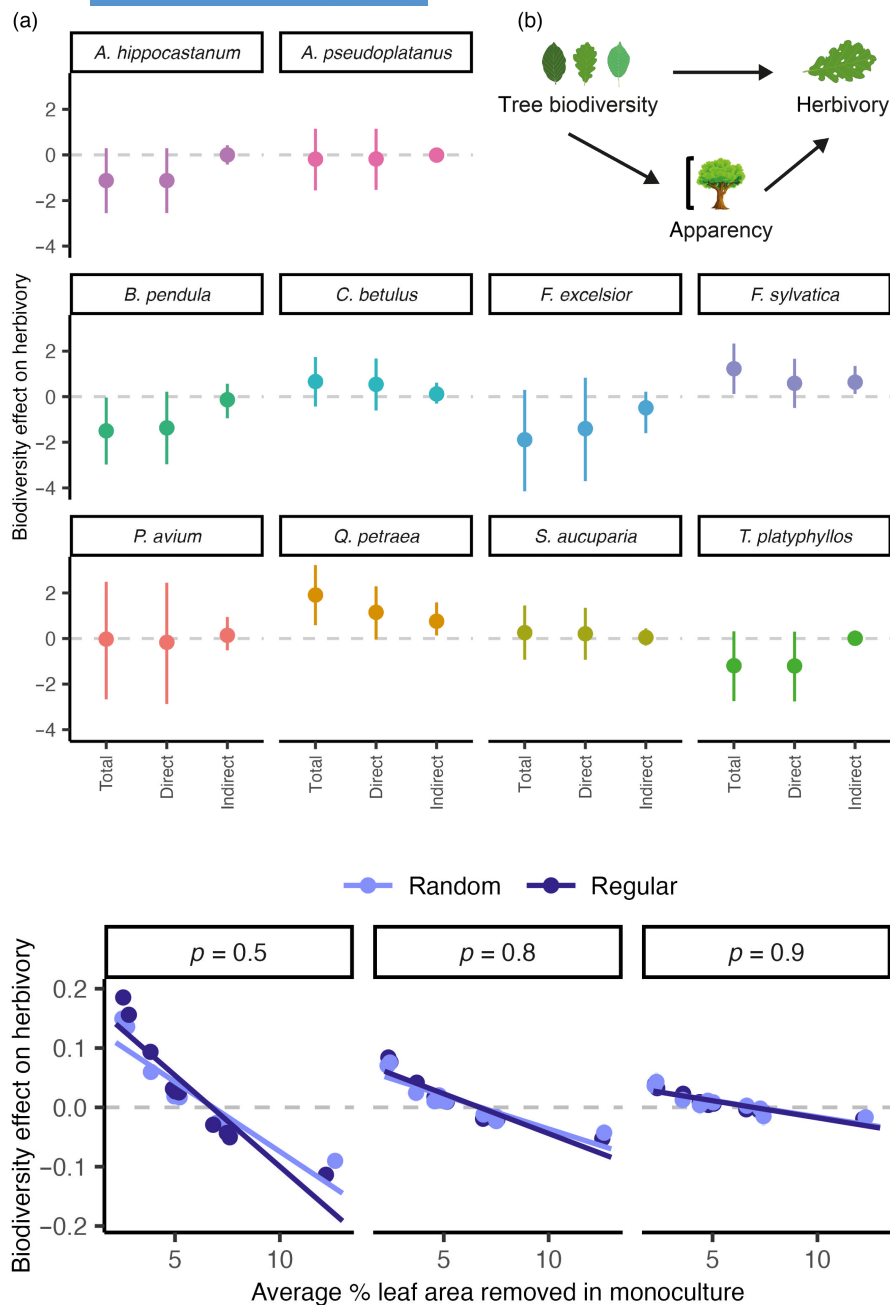 (a)
(b)
A. hippocastanum
A. pseudoplatanus
2
0
−2
−4
Tree biodiversity
Herbivory
Apparency
Biodiversity effect on herbivory
B. pendula
C. betulus
F. excelsior
F. sylvatica
2
0
−2
−4
P. avium
Q. petraea
S. aucuparia
T. platyphyllos
2
0
−2
−4
Total
Direct
Indirect
Total
Direct
Indirect
Total
Direct
Indirect
Total
Direct
Indirect
Random
Regular
Biodiversity effect on herbivory
p = 0.5
p = 0.8
p = 0.9
0.2
0.1
0.0
−0.1
−0.2
5
10
5
10
5
10
Average % leaf area removed in monoculture